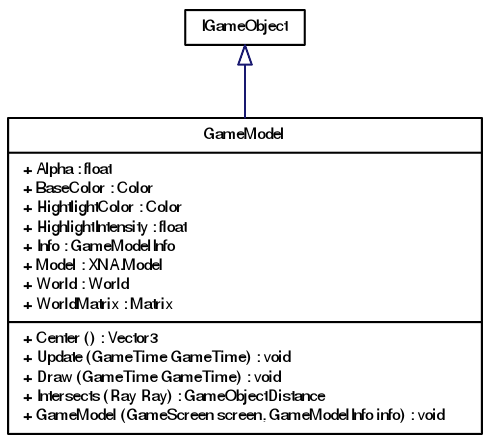 IGameObject
GameModel
+ Alpha : float
+ BaseColor : Color
+ HightlightColor : Color
+ HighlightIntensity : float
+ Info : GameModelInfo
+ Model : XNA.Model
+ World : World
+ WorldMatrix : Matrix
+ Center () : Vector3
+ Update (GameTime GameTime) : void
+ Draw (GameTime GameTime) : void
+ Intersects (Ray Ray) : GameObjectDistance
+ GameModel (GameScreen screen, GameModelInfo info) : void